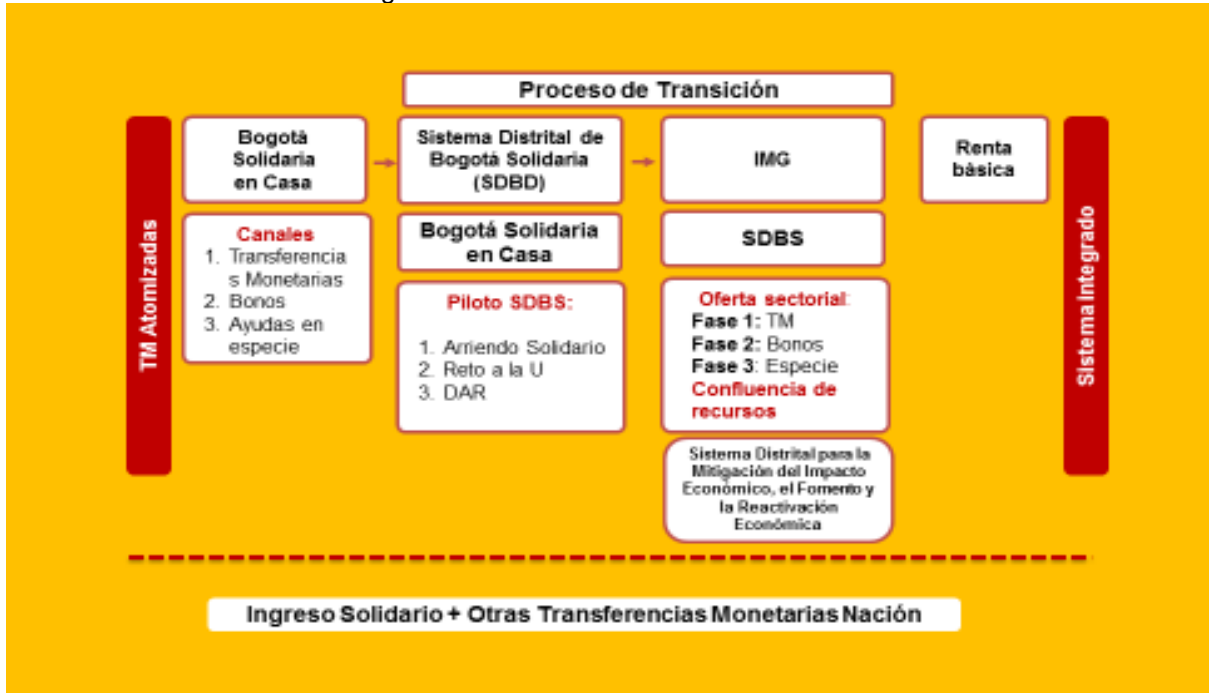 Proceso de Transición
TM Atomizadas
Bogotá
Solidaria
en Casa
Canales
1. Transferencia
s Monetarias
2. Bonos
3. Ayudas en
especie
Sistema Distrital de
Bogotá Solidaria
(SDBD)
Bogotá Solidaria
en Casa
Piloto SDBS:
1. Arriendo Solidario
2. Reto a la U
3. DAR
IMG
SDBS
Oferta sectorial:
Fase 1: TM
Fase 2: Bonos
Fase 3: Especie
Confluencia de
recursos
Sistema Distrital para la
Mitigación del Impacto
Económico, el Fomento y
la Reactivación
Económica
Renta
básica
Sistema Integrado
Ingreso Solidario + Otras Transferencias Monetarias Nación